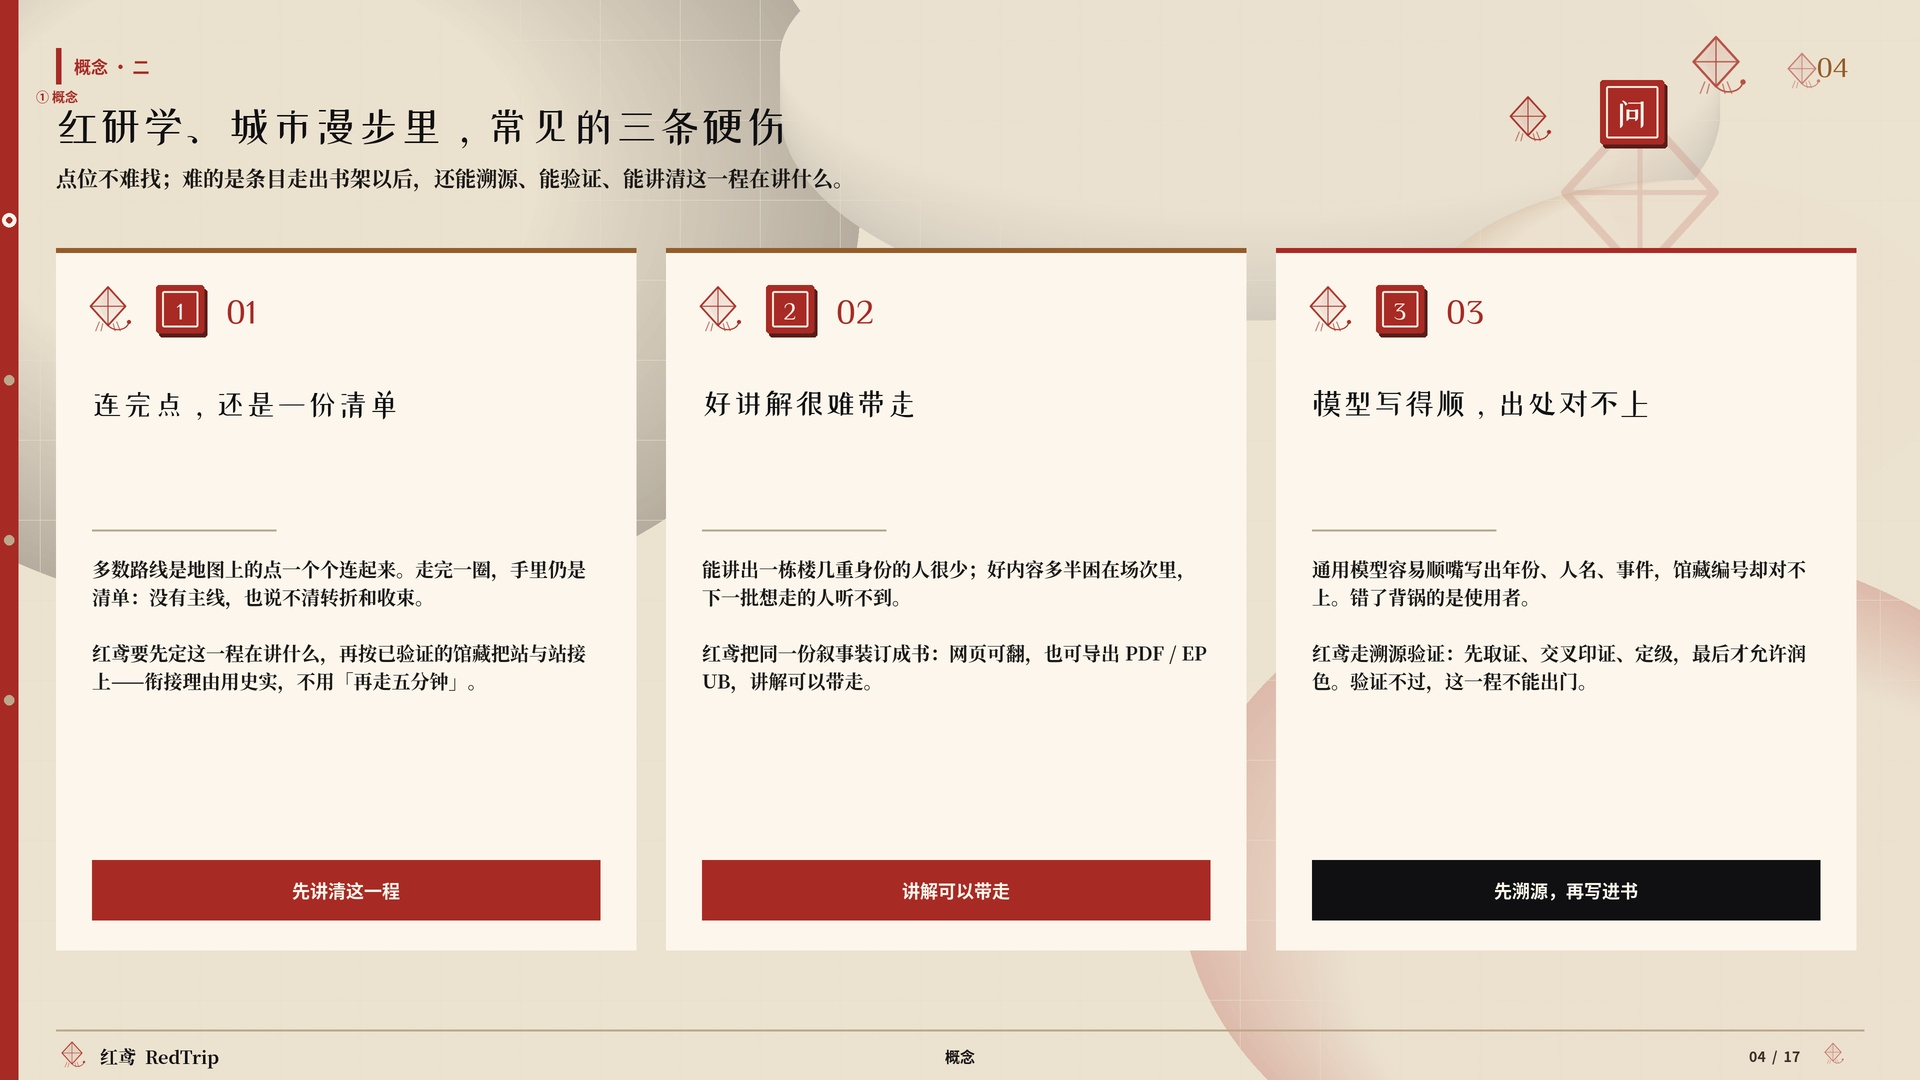 概念 · 二
① 概念
红研学、城市漫步里，常见的三条硬伤
点位不难找；难的是条目走出书架以后，还能溯源、能验证、能讲清这一程在讲什么。
问
04
1
01
连完点，还是一份清单
多数路线是地图上的点一个个连起来。走完一圈，手里仍是
清单：没有主线，也说不清转折和收束。
红鸢要先定这一程在讲什么，再按已验证的馆藏把站与站接
上——衔接理由用史实，不用「再走五分钟」。
先讲清这一程
2
02
好讲解很难带走
能讲出一栋楼几重身份的人很少；好内容多半困在场次里，
下一批想走的人听不到。
红鸢把同一份叙事装订成书：网页可翻，也可导出 PDF / EP
UB，讲解可以带走。
讲解可以带走
3
03
模型写得顺，出处对不上
通用模型容易顺嘴写出年份、人名、事件，馆藏编号却对不
上。错了背锅的是使用者。
红鸢走溯源验证：先取证、交叉印证、定级，最后才允许润
色。验证不过，这一程不能出门。
先溯源，再写进书
红鸢 RedTrip
概念
04 / 17